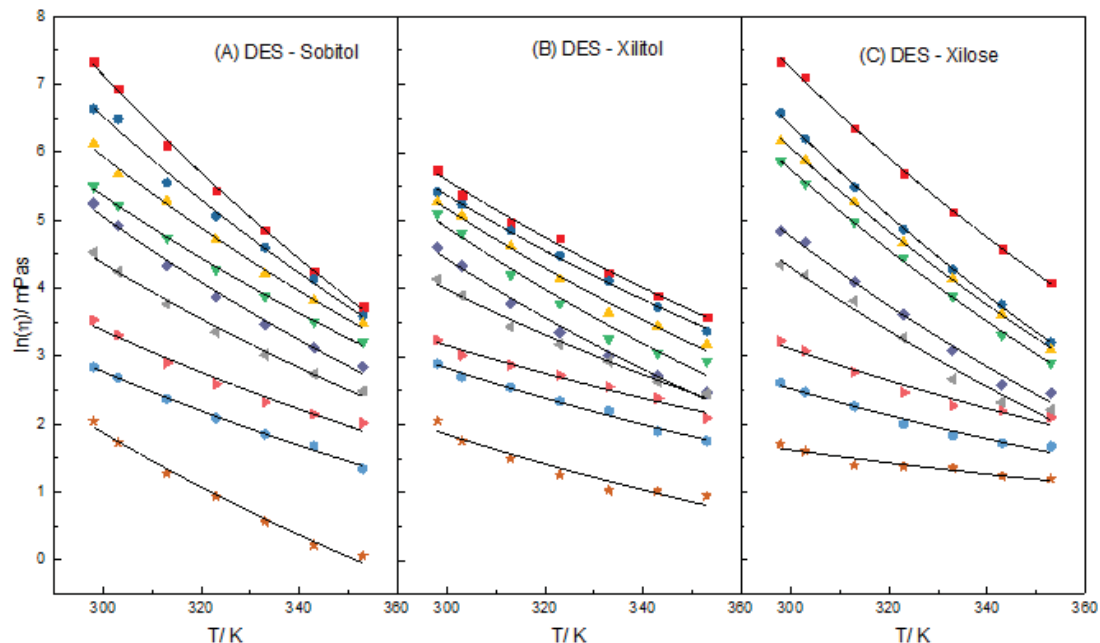 (A) DES - Sobitol
(B) DES - Xilitol
(C) DES - Xilose
ln(η)/ mPas
8
7
6
5
4
3
2
1
0
300 320 340 360
300 320 340 360
300 320 340 360
T/ K
T/ K
T/ K